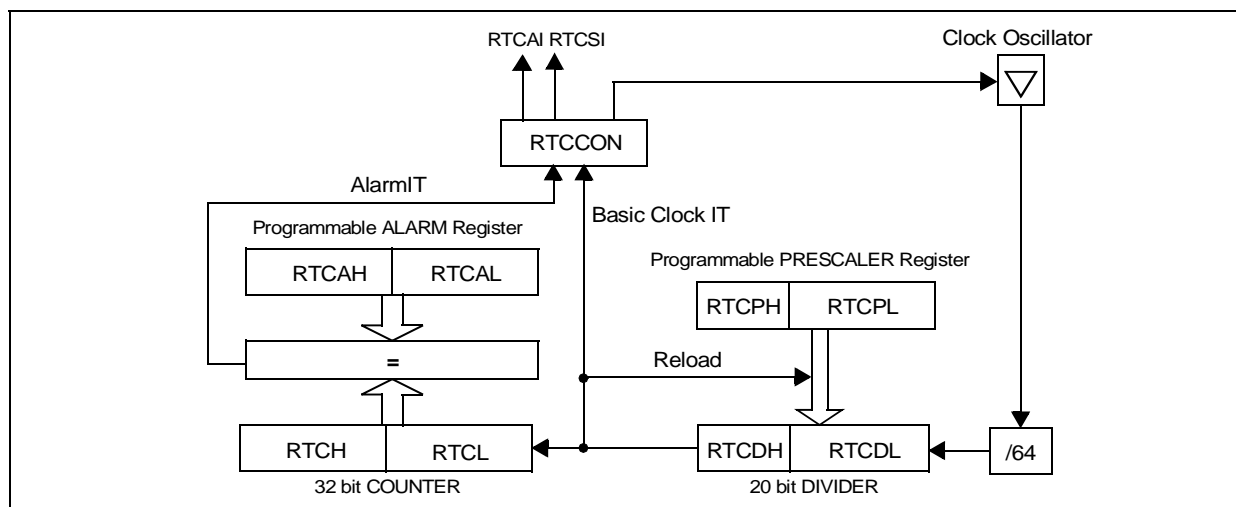 RTCAI RTCSI
Clock Oscillator
RTCCON
AlarmIT
Basic Clock IT
Programmable ALARM Register
RTCAH RTCAL
Programmable PRESCALER Register
RTCPH RTCPL
=
Reload
RTCH RTCL
RTCDH RTCDL
/64
32 bit COUNTER
20 bit DIVIDER